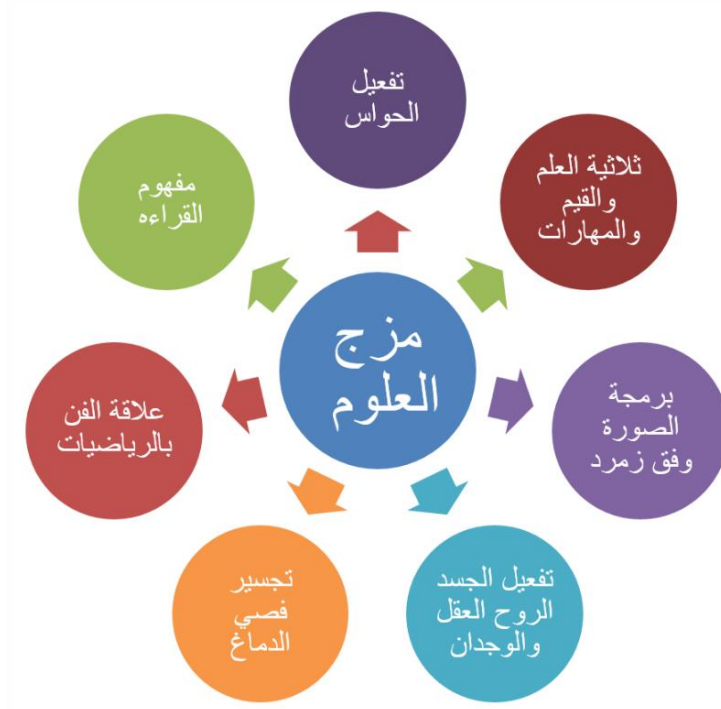 تفعيل
الحواس
ثلاثية العلم
والقيم
والمهارات
مفهوم
القراءه
مزج
العلوم
برمجة
الصورة
وفق زمرد
علاقة الفن
بالرياضيات
تفعيل الجسد
الروح العقل
والوجدان
تجسير
فصي
الدماغ